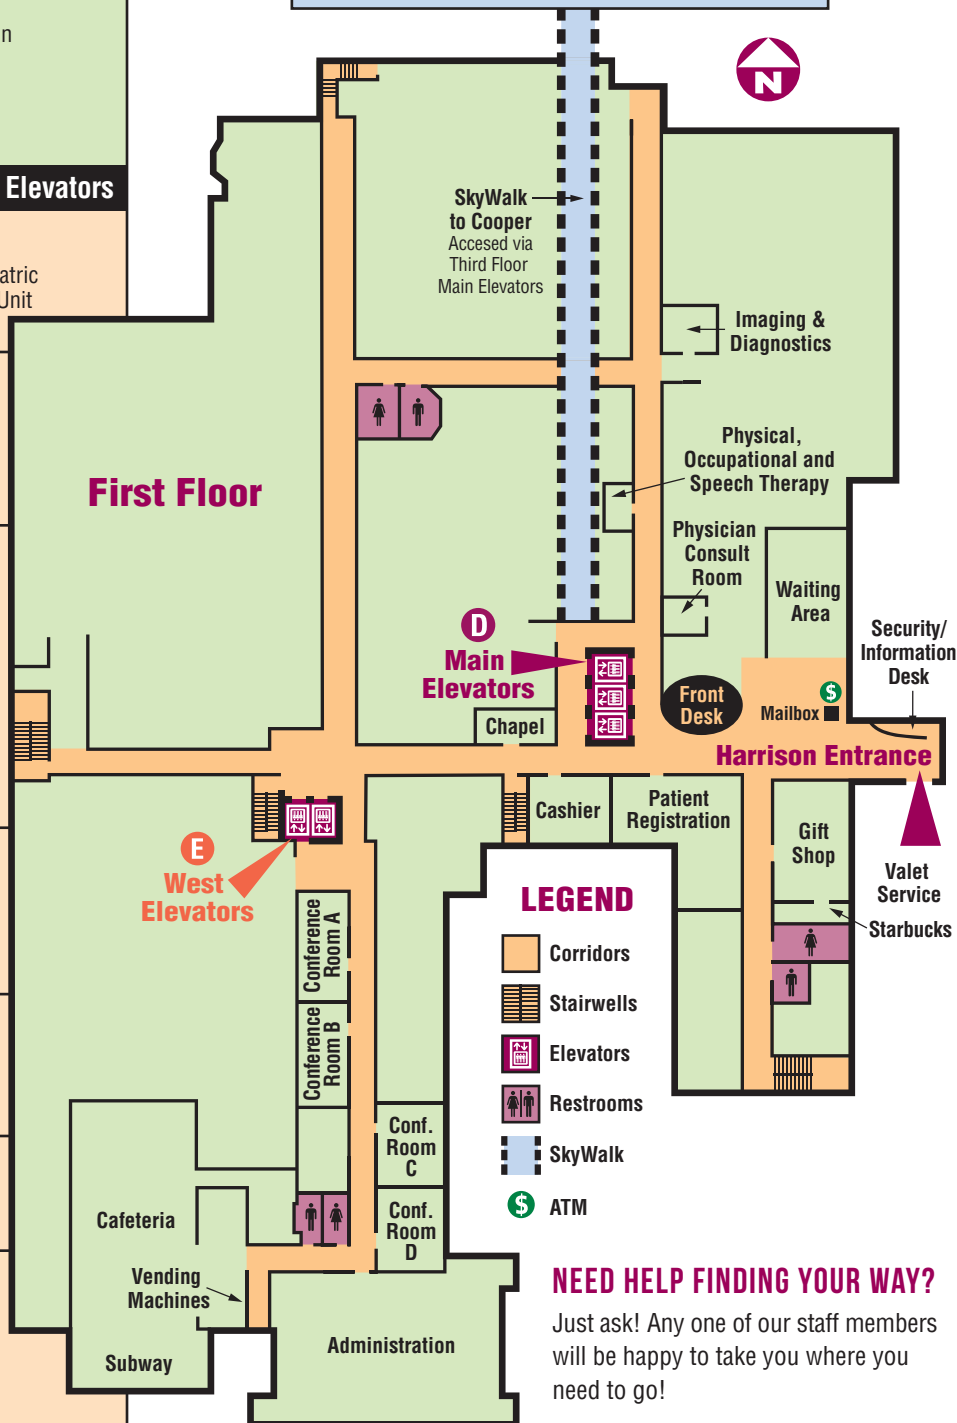 n
N
Elevators
SkyWalk
to Cooper
Accesed via
Third Floor
Main Elevators
atric
Unit
Imaging &
Diagnostics
Physical,
Occupational and
Speech Therapy
First Floor
Physician
Consult
Room
Waiting
Area
D
Main
Elevators
Security/
Information
Desk
Front
Desk
$
Mailbox
Chapel
Harrison Entrance
Cashier
Patient
Registration
Gift
Shop
E
West
Elevators
Valet
Service
Starbucks
Conference
Room A
Conference
Room B
LEGEND
Corridors
Stairwells
Elevators
Restrooms
SkyWalk
$ ATM
Conf.
Room
C
Conf.
Room
D
Cafeteria
Vending
Machines
Subway
Administration
NEED HELP FINDING YOUR WAY?
Just ask! Any one of our staff members
will be happy to take you where you
need to go!